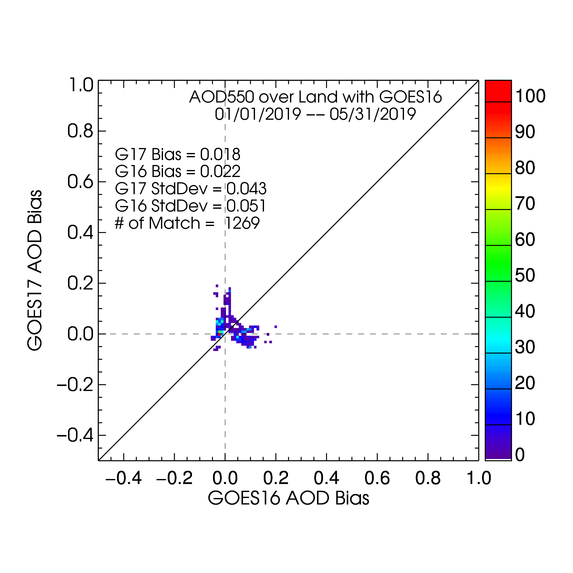 AOD550 over Land with GOES16
01/01/2019 -- 05/31/2019
G17 Bias = 0.018
G16 Bias = 0.022
G17 StdDev = 0.043
G16 StdDev = 0.051
# of Match = 1269
1.0
0.8
0.6
0.4
0.2
0.0
-0.2
-0.4
GOES17 AOD Bias
-0.4 -0.2 0.0 0.2 0.4 0.6 0.8 1.0
GOES16 AOD Bias
100
90
80
70
60
50
40
30
20
10
0